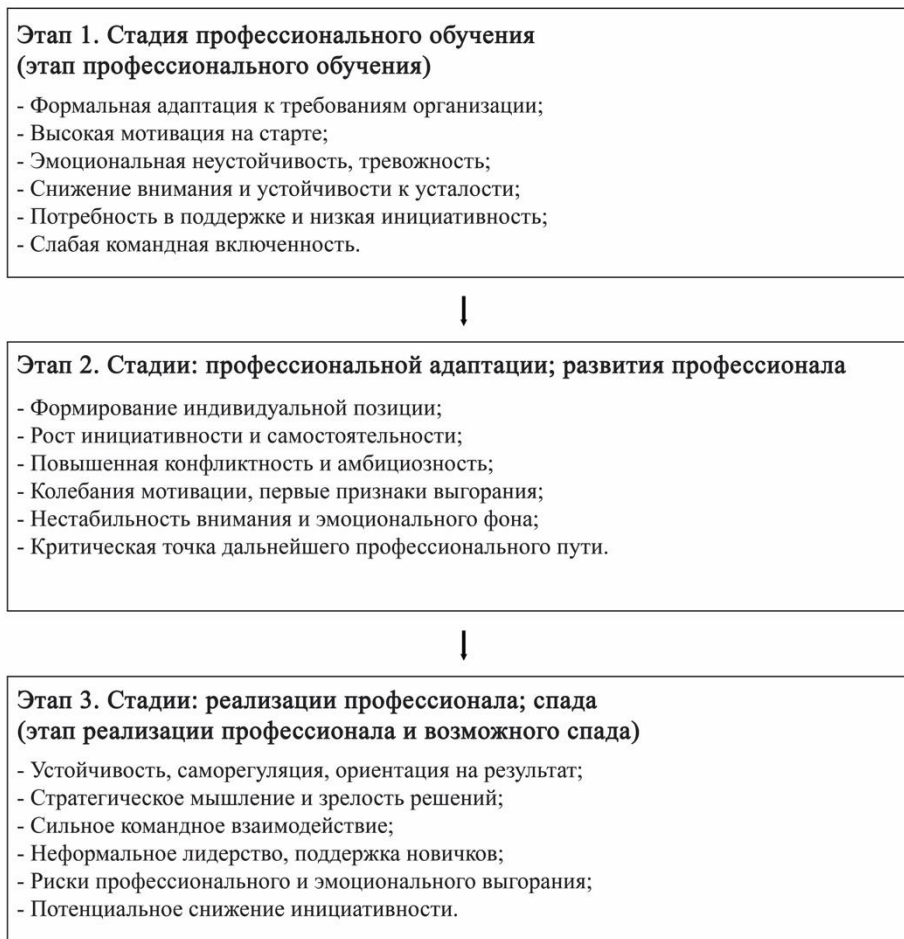 Этап 1. Стадия профессионального обучения
(этап профессионального обучения)
- Формальная адаптация к требованиям организации;
- Высокая мотивация на старте;
- Эмоциональная неустойчивость, тревожность;
- Снижение внимания и устойчивости к усталости;
- Потребность в поддержке и низкая инициативность;
- Слабая командная включенность.
Этап 2. Стадии: профессиональной адаптации; развития профессионала
- Формирование индивидуальной позиции;
- Рост инициативности и самостоятельности;
- Повышенная конфликтность и амбициозность;
- Колебания мотивации, первые признаки выгорания;
- Нестабильность внимания и эмоционального фона;
- Критическая точка дальнейшего профессионального пути.
Этап 3. Стадии: реализации профессионала; спада
(этап реализации профессионала и возможного спада)
- Устойчивость, саморегуляция, ориентация на результат;
- Стратегическое мышление и зрелость решений;
- Сильное командное взаимодействие;
- Неформальное лидерство, поддержка новичков;
- Риски профессионального и эмоционального выгорания;
- Потенциальное снижение инициативности.